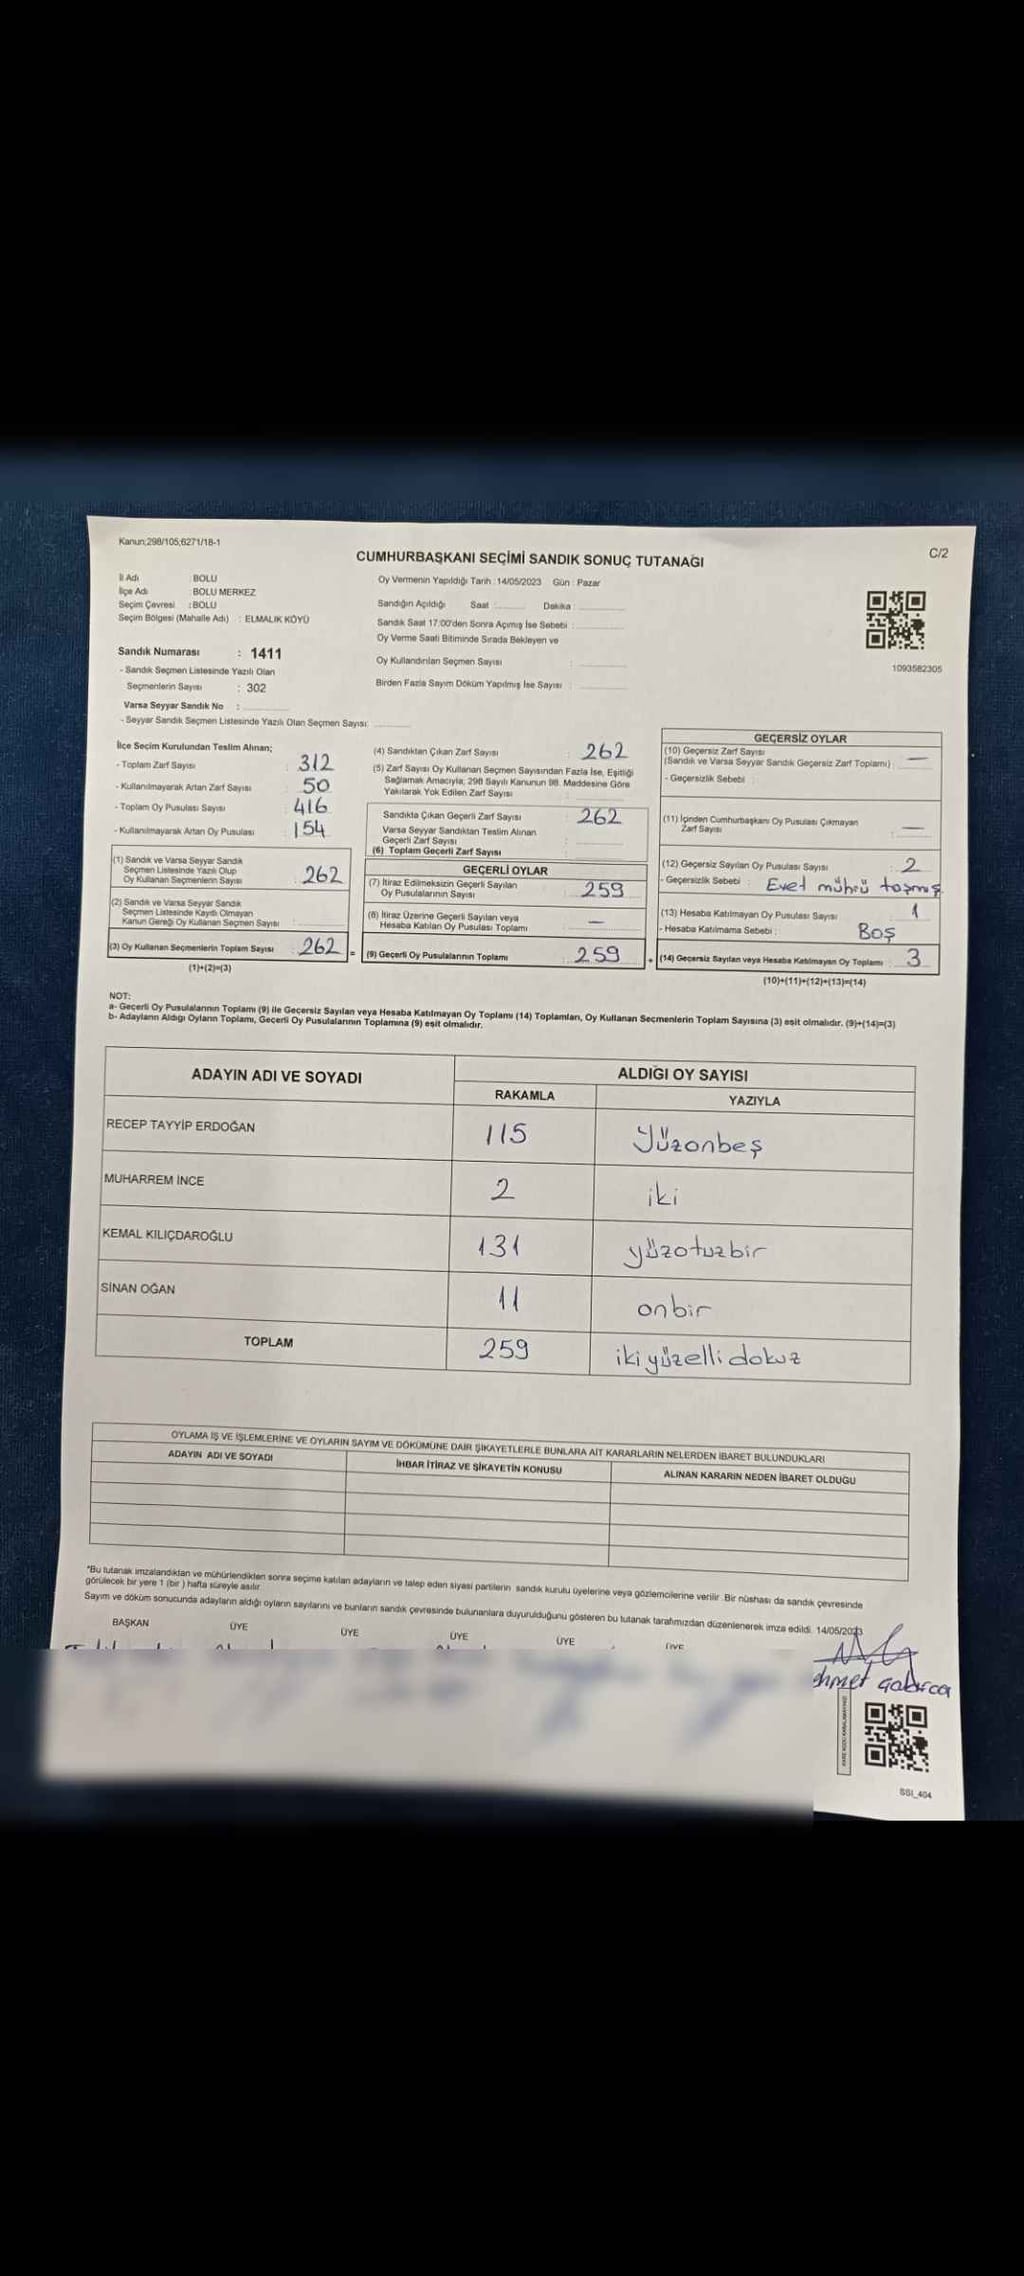 Kanun;298/105;6271/18-1
C/2
CUMHURBAŞKANI SEÇİMİ SANDIK SONUÇ TUTANAĞI
İl Adı : BOLU
İlçe Adı : BOLU MERKEZ
Seçim Çevresi : BOLU
Seçim Bölgesi (Mahalle Adı) : ELMALIK KÖYÜ
Sandık Numarası : 1411
- Sandık Seçmen Listesinde Yazılı Olan
Seçmenlerin Sayısı : 302
Varsa Seyyar Sandık No :
- Seyyar Sandık Seçmen Listesinde Yazılı Olan Seçmen Sayısı:
Oy Vermenin Yapıldığı Tarih : 14/05/2023 Gün : Pazar
Sandığın Açıldığı Saat : Dakika :
Sandık Saat 17:00'den Sonra Açmış İse Sebebi :
Oy Verme Saati Bitiminde Sırada Bekleyen ve
Oy Kullandırılan Seçmen Sayısı :
Birden Fazla Sayım Döküm Yapılmış İse Sayısı :
1093582305
İlçe Seçim Kurulundan Teslim Alınan;
- Toplam Zarf Sayısı : 312
- Kullanılmayarak Artan Zarf Sayısı : 50
- Toplam Oy Pusulası Sayısı : 416
- Kullanılmayarak Artan Oy Pusulası : 154
(1) Sandık ve Varsa Seyyar Sandık
Seçmen Listesinde Yazılı Olup
Oy Kullanan Seçmenlerin Sayısı : 262
(2) Sandık ve Varsa Seyyar Sandık
Seçmen Listesinde Kayıtlı Olmayan
Kanun Gereği Oy Kullanan Seçmen Sayısı :
(3) Oy Kullanan Seçmenlerin Toplam Sayısı : 262 =
(1)+(2)=(3)
(4) Sandıktan Çıkan Zarf Sayısı : 262
(5) Zarf Sayısı Oy Kullanan Seçmen Sayısından Fazla İse, Eşitliği
Sağlamak Amacıyla; 298 Sayılı Kanunun 98. Maddesine Göre
Yakılarak Yok Edilen Zarf Sayısı :
Sandıkta Çıkan Geçerli Zarf Sayısı : 262
Varsa Seyyar Sandıktan Teslim Alınan
Geçerli Zarf Sayısı :
(6) Toplam Geçerli Zarf Sayısı :
GEÇERLİ OYLAR
(7) İtiraz Edilmeksizin Geçerli Sayılan
Oy Pusulalarının Sayısı : 259
(8) İtiraz Üzerine Geçerli Sayılan veya
Hesaba Katılan Oy Pusulası Toplamı : —
(9) Geçerli Oy Pusulalarının Toplamı : 259 +
GEÇERSİZ OYLAR
(10) Geçersiz Zarf Sayısı
(Sandık ve Varsa Seyyar Sandık Geçersiz Zarf Toplamı) : —
- Geçersizlik Sebebi :
(11) İçinden Cumhurbaşkanı Oy Pusulası Çıkmayan
Zarf Sayısı : —
(12) Geçersiz Sayılan Oy Pusulası Sayısı : 2
- Geçersizlik Sebebi : Evet mührü taşmış
(13) Hesaba Katılmayan Oy Pusulası Sayısı : 1
- Hesaba Katılmama Sebebi : BOŞ
(14) Geçersiz Sayılan veya Hesaba Katılmayan Oy Toplamı : 3
(10)+(11)+(12)+(13)=(14)
NOT:
a- Geçerli Oy Pusulalarının Toplamı (9) ile Geçersiz Sayılan veya Hesaba Katılmayan Oy Toplamı (14) Toplamları, Oy Kullanan Seçmenlerin Toplam Sayısına (3) eşit olmalıdır. (9)+(14)=(3)
b- Adayların Aldığı Oyların Toplamı, Geçerli Oy Pusulalarının Toplamına (9) eşit olmalıdır.
ADAYIN ADI VE SOYADI
ALDIĞI OY SAYISI
RAKAMLA YAZIYLA
RECEP TAYYİP ERDOĞAN 115 Yüzonbeş
MUHARREM İNCE 2 iki
KEMAL KILIÇDAROĞLU 131 yüzotuzbir
SİNAN OĞAN 11 onbir
TOPLAM 259 ikiyüzellidokuz
OYLAMA İŞ VE İŞLEMLERİNE VE OYLARIN SAYIM VE DÖKÜMÜNE DAİR ŞİKAYETLERLE BUNLARA AİT KARARLARIN NELERDEN İBARET BULUNDUKLARI
ADAYIN ADI VE SOYADI İHBAR İTİRAZ VE ŞİKAYETİN KONUSU ALINAN KARARIN NEDEN İBARET OLDUĞU
*Bu tutanak imzalandıktan ve mühürlendikten sonra seçime katılan adayların ve talep eden siyasi partilerin sandık kurulu üyelerine veya gözlemcilerine verilir. Bir nüshası da sandık çevresinde
görülecek bir yere 1 (bir) hafta süreyle asılır.
Sayım ve döküm sonucunda adayların aldığı oyların sayılarını ve bunların sandık çevresinde bulunanlara duyurulduğunu gösteren bu tutanak tarafımızdan düzenlenerek imza edildi. 14/05/2023
BAŞKAN ÜYE ÜYE ÜYE ÜYE ÜYE
SSI_404